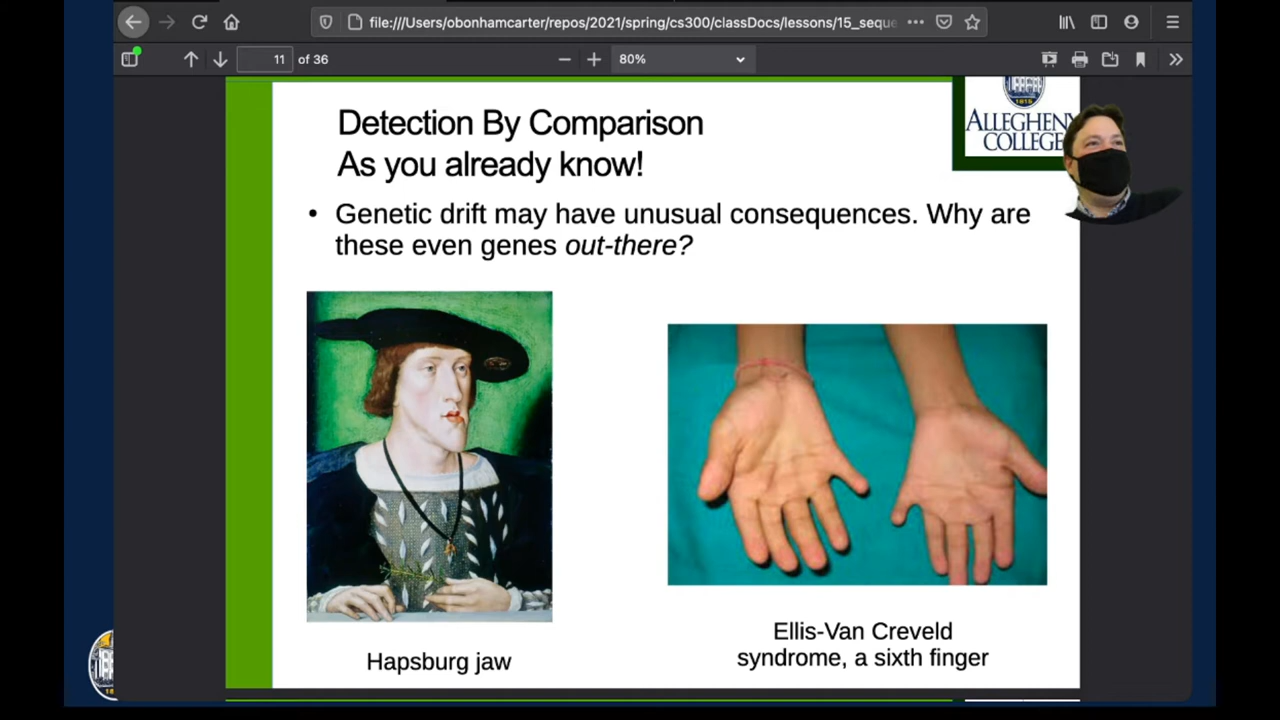 file:///Users/obonhamcarter/repos/2021/spring/cs300/classDocs/lessons/15_seque
11 of 36
80%
1815
ALLEGHENY
COLLEGE
Detection By Comparison
As you already know!
• Genetic drift may have unusual consequences. Why are
these even genes out-there?
Hapsburg jaw
Ellis-Van Creveld
syndrome, a sixth finger